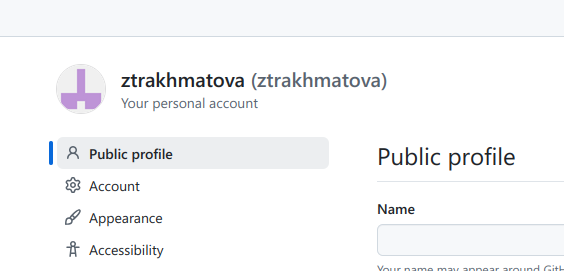 ztrakhmatova (ztrakhmatova)
Your personal account
Public profile
Account
Appearance
Accessibility
Public profile
Name
Your name may appear around GitH